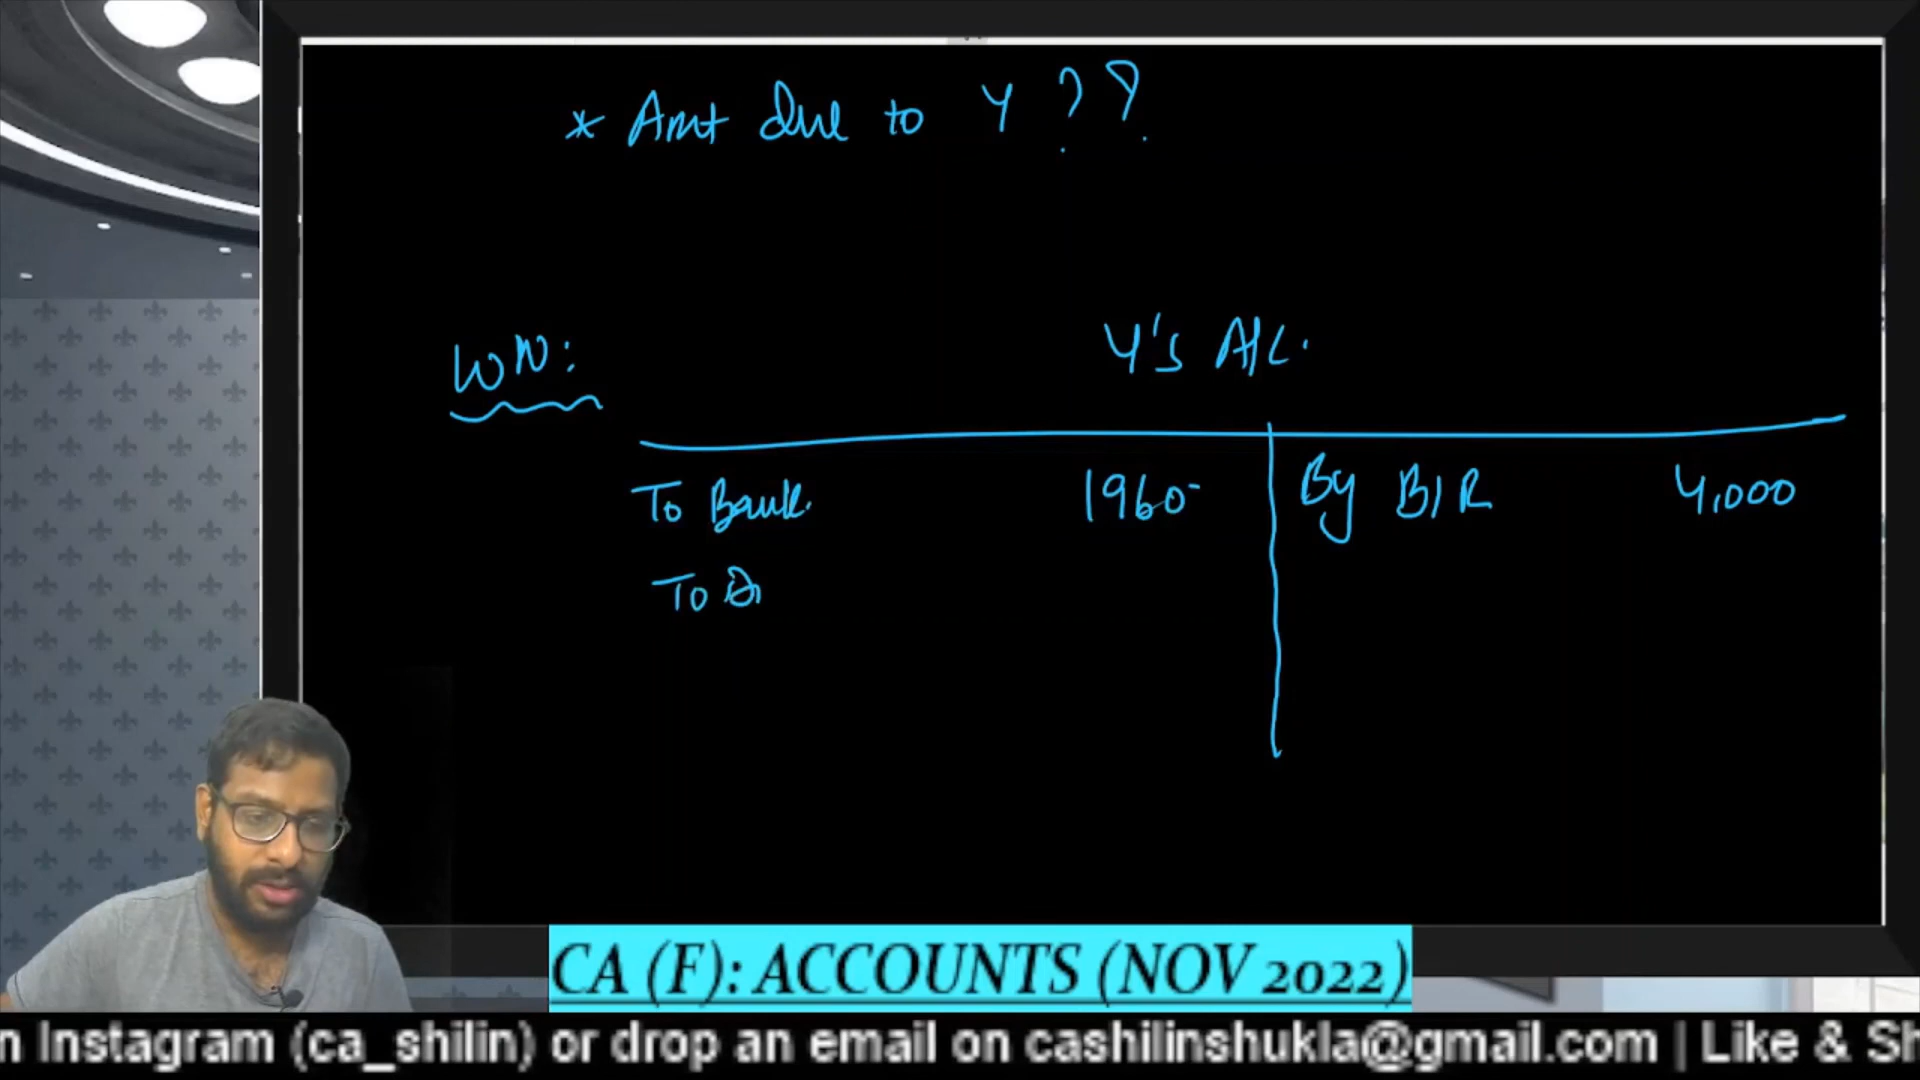 * Amt due to Y ??
WN:
Y's A/c.
To Bank. 1960 By B/R 4,000
To Di
CA (F): ACCOUNTS (NOV 2022)
n Instagram (ca_shilin) or drop an email on cashilinshukla@gmail.com | Like & Sh